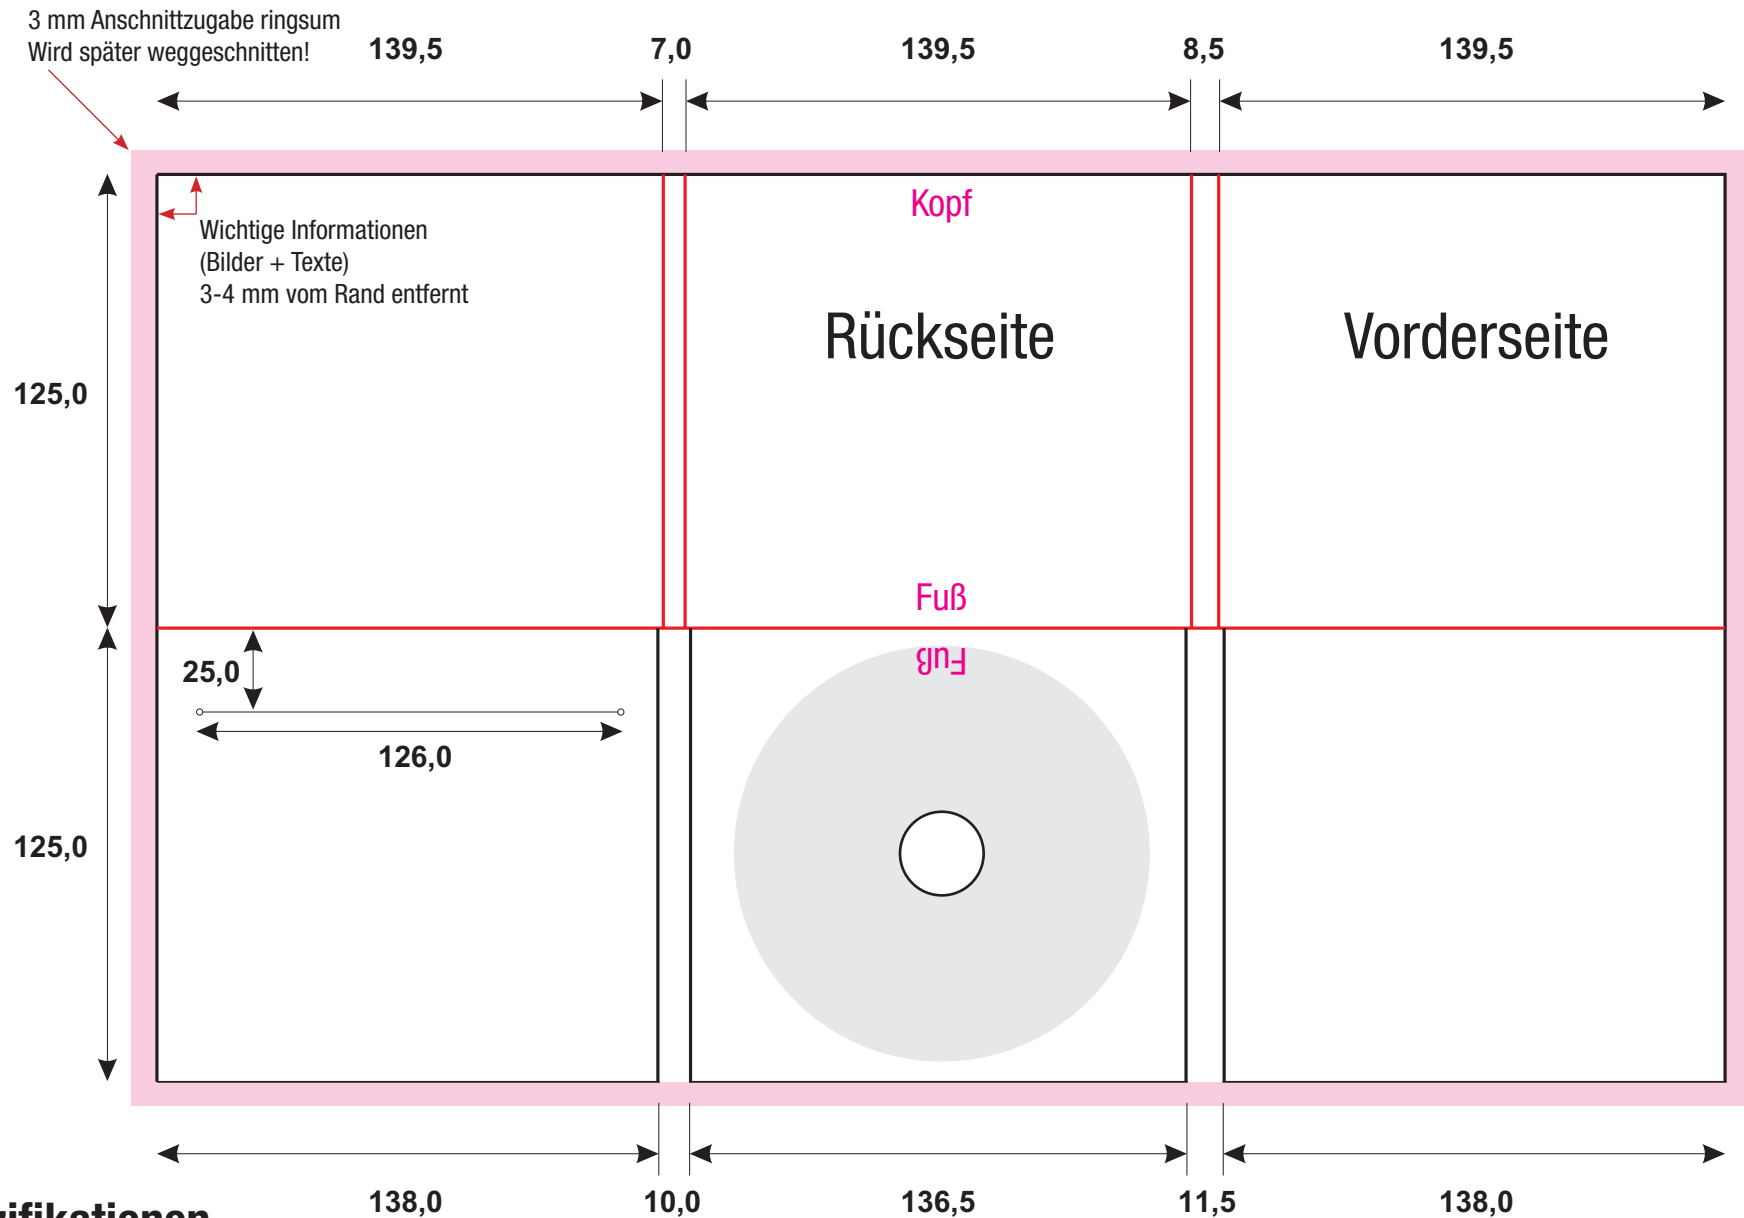 3 mm Anschnittzugabe ringsum
Wird später weggeschnitten!
139,5
7,0
139,5
8,5
139,5
Kopf
Wichtige Informationen
(Bilder + Texte)
3-4 mm vom Rand entfernt
Rückseite
Vorderseite
125,0
Fuß
Fuß
25,0
126,0
125,0
138,0
10,0
136,5
11,5
138,0